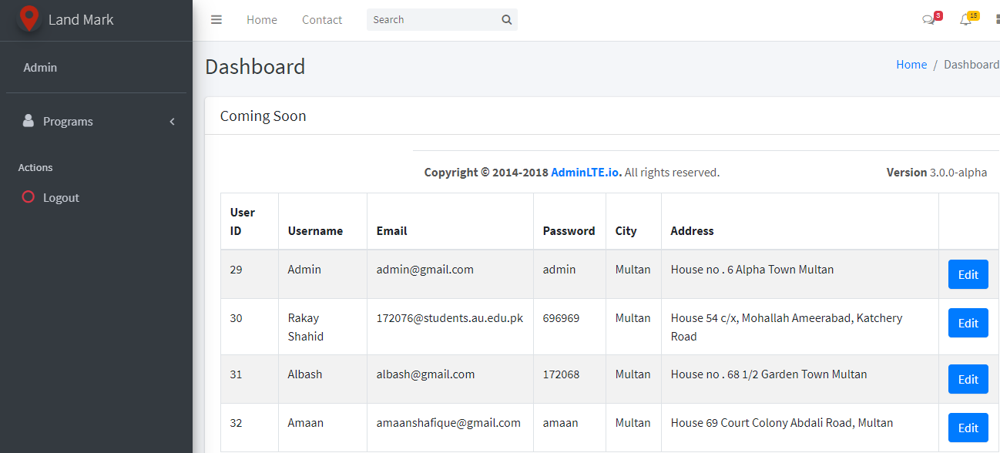 Land Mark
Home Contact Search 3 15
Admin
Dashboard
Home / Dashboard
Programs
Coming Soon
Actions
Copyright © 2014-2018 AdminLTE.io. All rights reserved. Version 3.0.0-alpha
Logout
User
ID Username Email Password City Address
29 Admin admin@gmail.com admin Multan House no . 6 Alpha Town Multan Edit
30 Rakay 172076@students.au.edu.pk 696969 Multan House 54 c/x, Mohallah Ameerabad, Katchery Edit
Shahid Road
31 Albash albash@gmail.com 172068 Multan House no . 68 1/2 Garden Town Multan Edit
32 Amaan amaanshafique@gmail.com amaan Multan House 69 Court Colony Abdali Road, Multan Edit